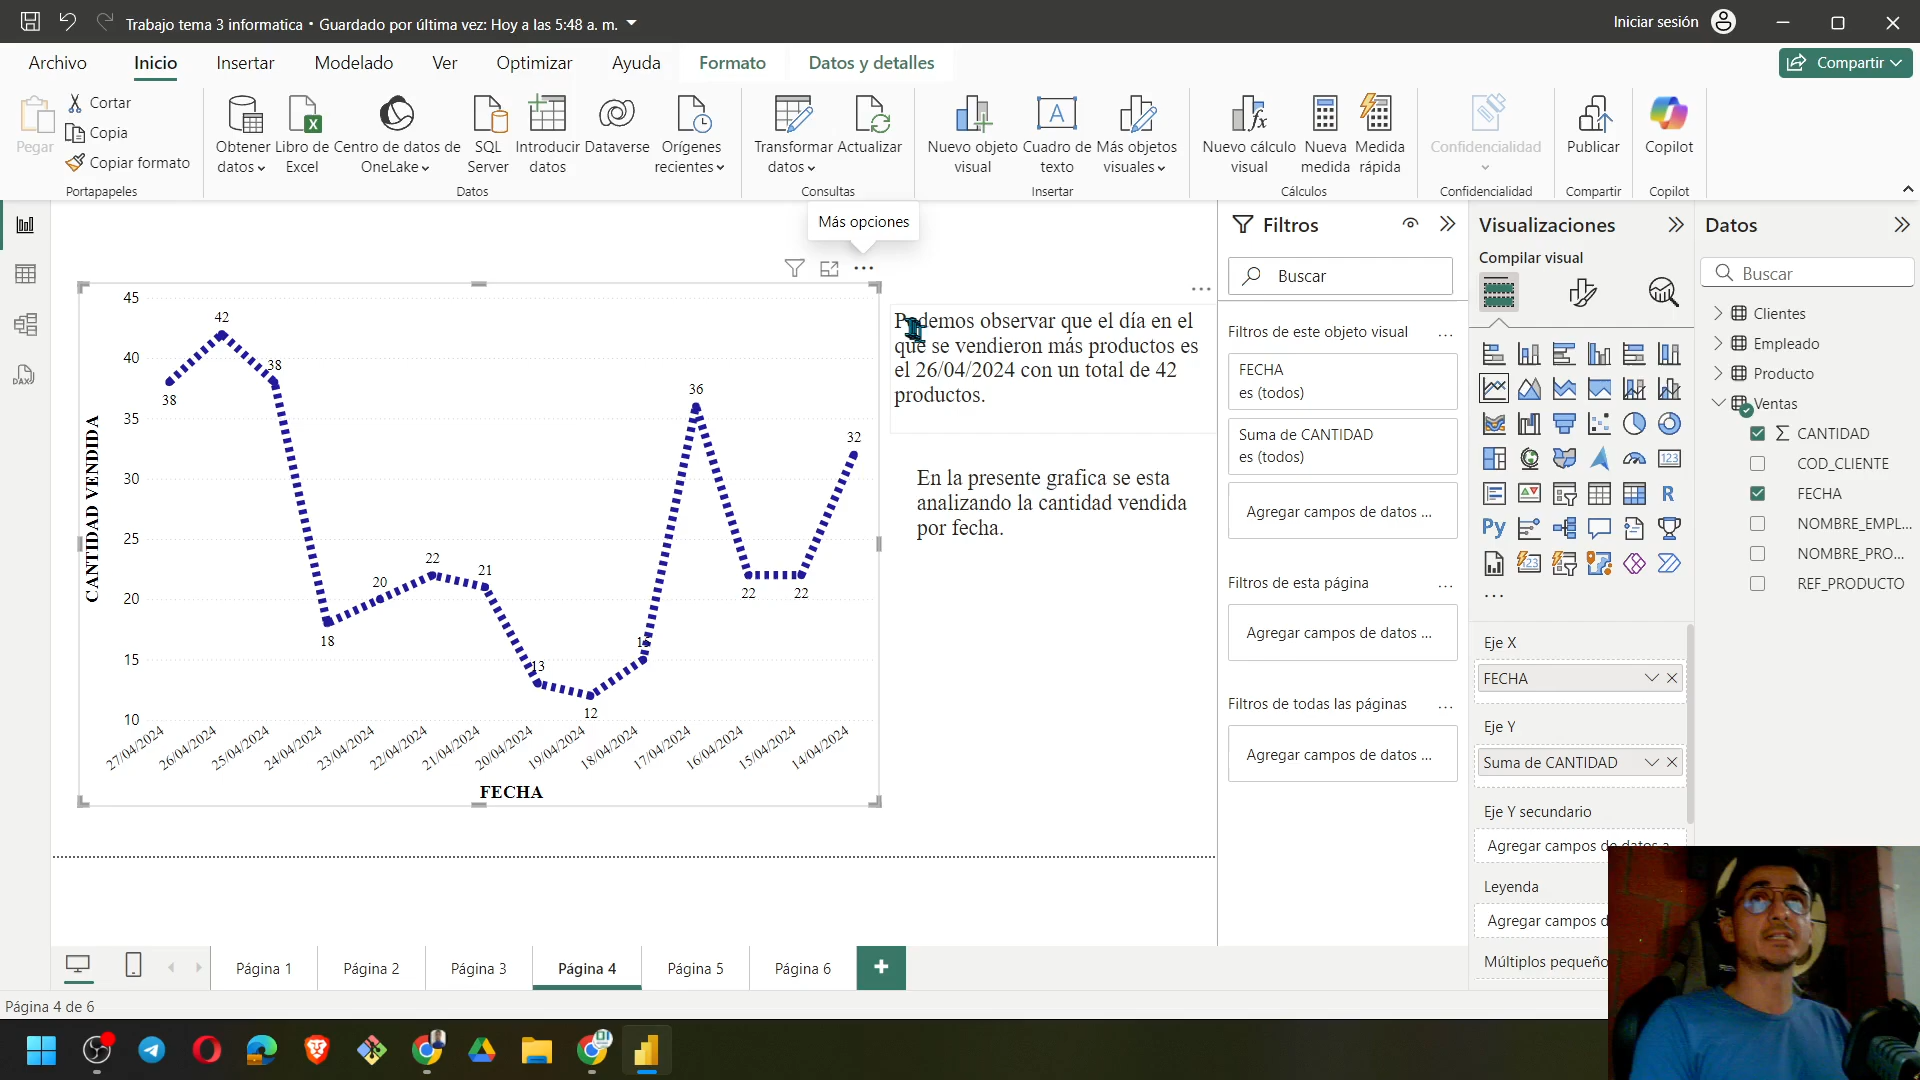 Trabajo tema 3 informatica • Guardado por última vez: Hoy a las 5:48 a. m.
Iniciar sesión
Archivo
Inicio
Insertar
Modelado
Ver
Optimizar
Ayuda
Formato
Datos y detalles
Compartir
Pegar
Cortar
Copia
Copiar formato
Portapapeles
Obtener datos
Libro de Excel
Centro de datos de OneLake
SQL Server
Introducir datos
Dataverse
Orígenes recientes
Datos
Transformar datos
Actualizar
Consultas
Nuevo objeto visual
Cuadro de texto
Más objetos visuales
Insertar
Nuevo cálculo visual
Nueva medida
Medida rápida
Cálculos
Confidencialidad
Confidencialidad
Publicar
Compartir
Copilot
Copilot
Más opciones
CANTIDAD VENDIDA
45
40
35
30
25
20
15
10
38
42
38
18
20
22
21
13
12
36
22
22
32
27/04/2024
26/04/2024
25/04/2024
24/04/2024
23/04/2024
22/04/2024
21/04/2024
20/04/2024
19/04/2024
18/04/2024
17/04/2024
16/04/2024
15/04/2024
14/04/2024
FECHA
Podemos observar que el día en el
que se vendieron más productos es
el 26/04/2024 con un total de 42
productos.
En la presente grafica se esta
analizando la cantidad vendida
por fecha.
Filtros
Buscar
Filtros de este objeto visual
FECHA
es (todos)
Suma de CANTIDAD
es (todos)
Agregar campos de datos ...
Filtros de esta página
Agregar campos de datos ...
Filtros de todas las páginas
Agregar campos de datos ...
Visualizaciones
Compilar visual
Eje X
FECHA
Eje Y
Suma de CANTIDAD
Eje Y secundario
Agregar campos de datos a
Leyenda
Agregar campos d
Múltiplos pequeño
Datos
Buscar
Clientes
Empleado
Producto
Ventas
CANTIDAD
COD_CLIENTE
FECHA
NOMBRE_EMPL...
NOMBRE_PRO...
REF_PRODUCTO
Página 1
Página 2
Página 3
Página 4
Página 5
Página 6
Página 4 de 6